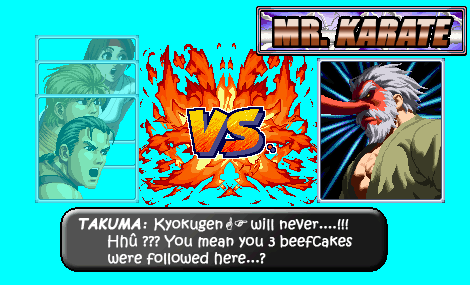 MR. KARATE
VS.
TAKUMA: Kyokugen☝☞ will never....!!!
Hhû ??? You mean you 3 beefcakes
were followed here...?